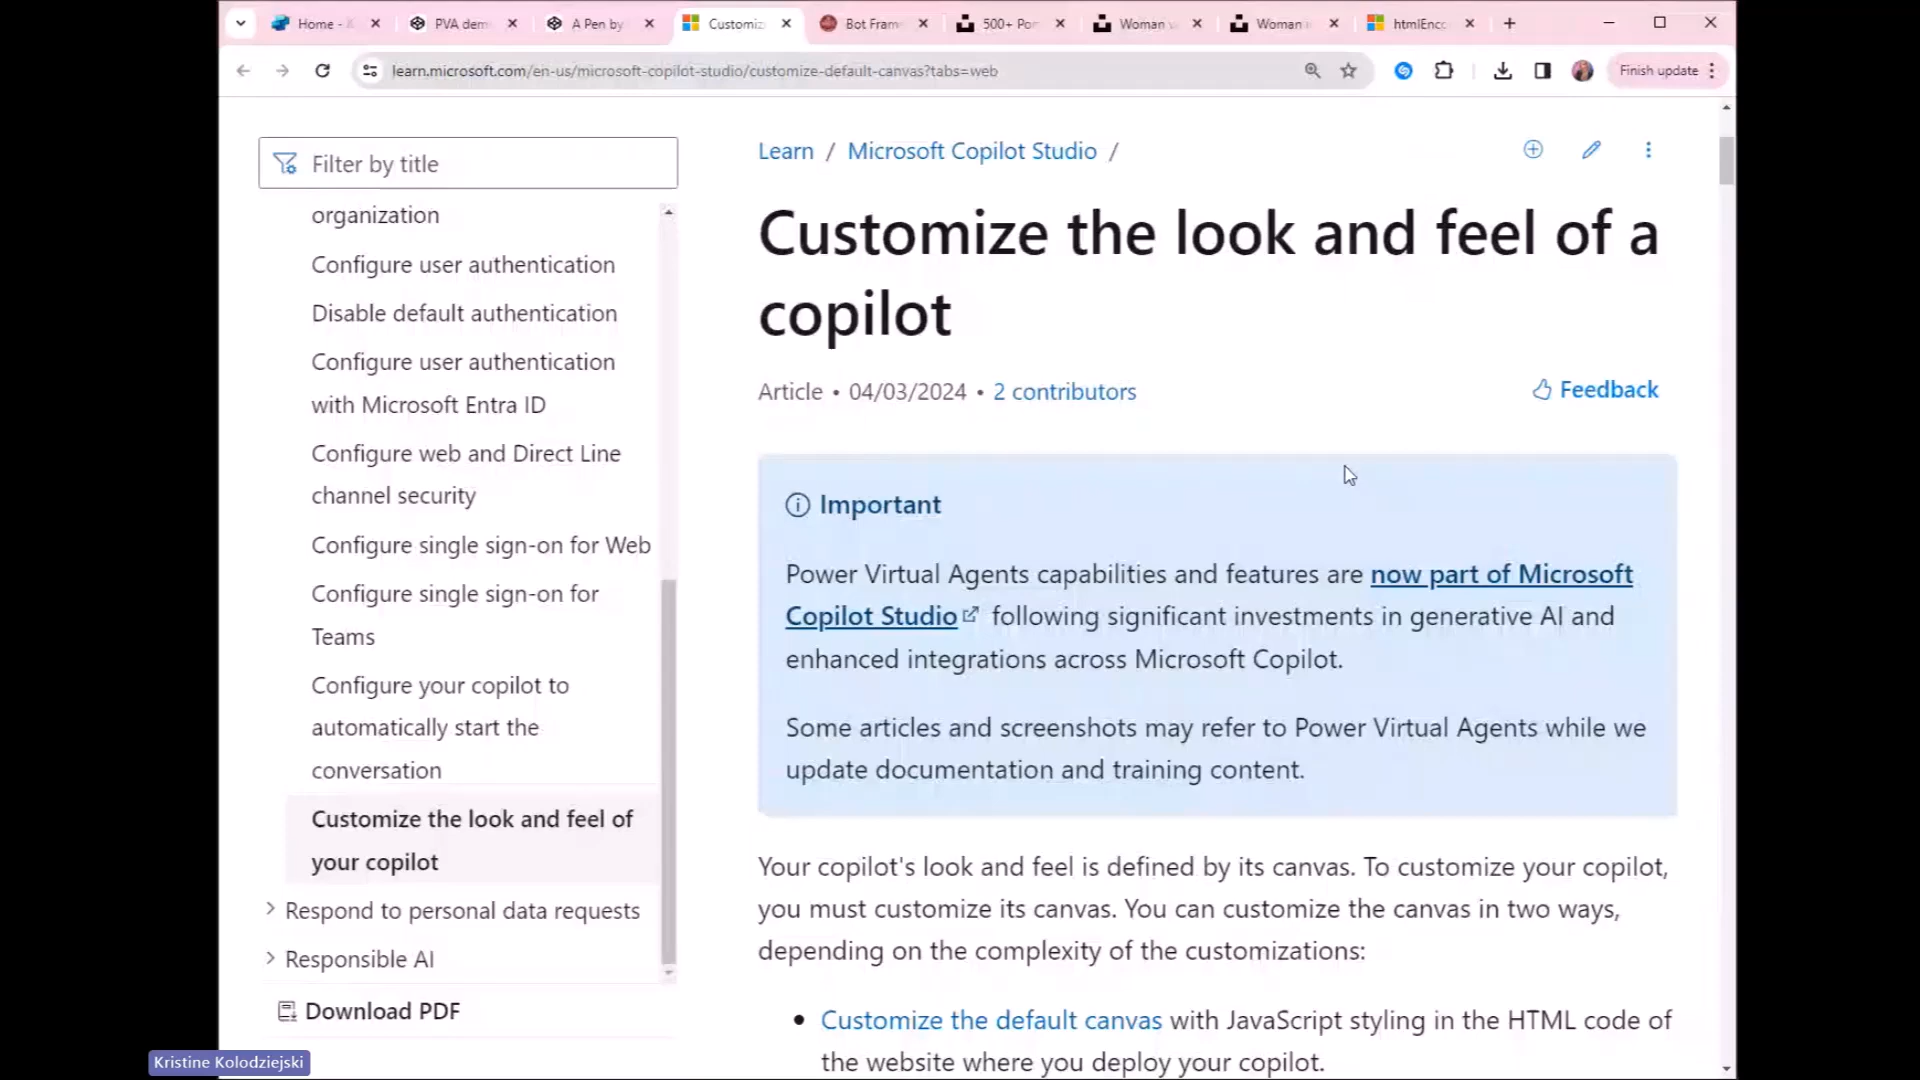 Home -
PVA dem
A Pen by
Customiz
Bot Fram
500+ Po
Woman
Woman
htmlEnc
learn.microsoft.com/en-us/microsoft-copilot-studio/customize-default-canvas?tabs=web
Finish update
Filter by title
organization
Configure user authentication
Disable default authentication
Configure user authentication
with Microsoft Entra ID
Configure web and Direct Line
channel security
Configure single sign-on for Web
Configure single sign-on for
Teams
Configure your copilot to
automatically start the
conversation
Customize the look and feel of
your copilot
Respond to personal data requests
Responsible AI
Download PDF
Learn / Microsoft Copilot Studio /
Customize the look and feel of a
copilot
Article • 04/03/2024 • 2 contributors
Feedback
Important
Power Virtual Agents capabilities and features are now part of Microsoft
Copilot Studio following significant investments in generative AI and
enhanced integrations across Microsoft Copilot.
Some articles and screenshots may refer to Power Virtual Agents while we
update documentation and training content.
Your copilot's look and feel is defined by its canvas. To customize your copilot,
you must customize its canvas. You can customize the canvas in two ways,
depending on the complexity of the customizations:
• Customize the default canvas with JavaScript styling in the HTML code of
the website where you deploy your copilot.
Kristine Kolodziejski